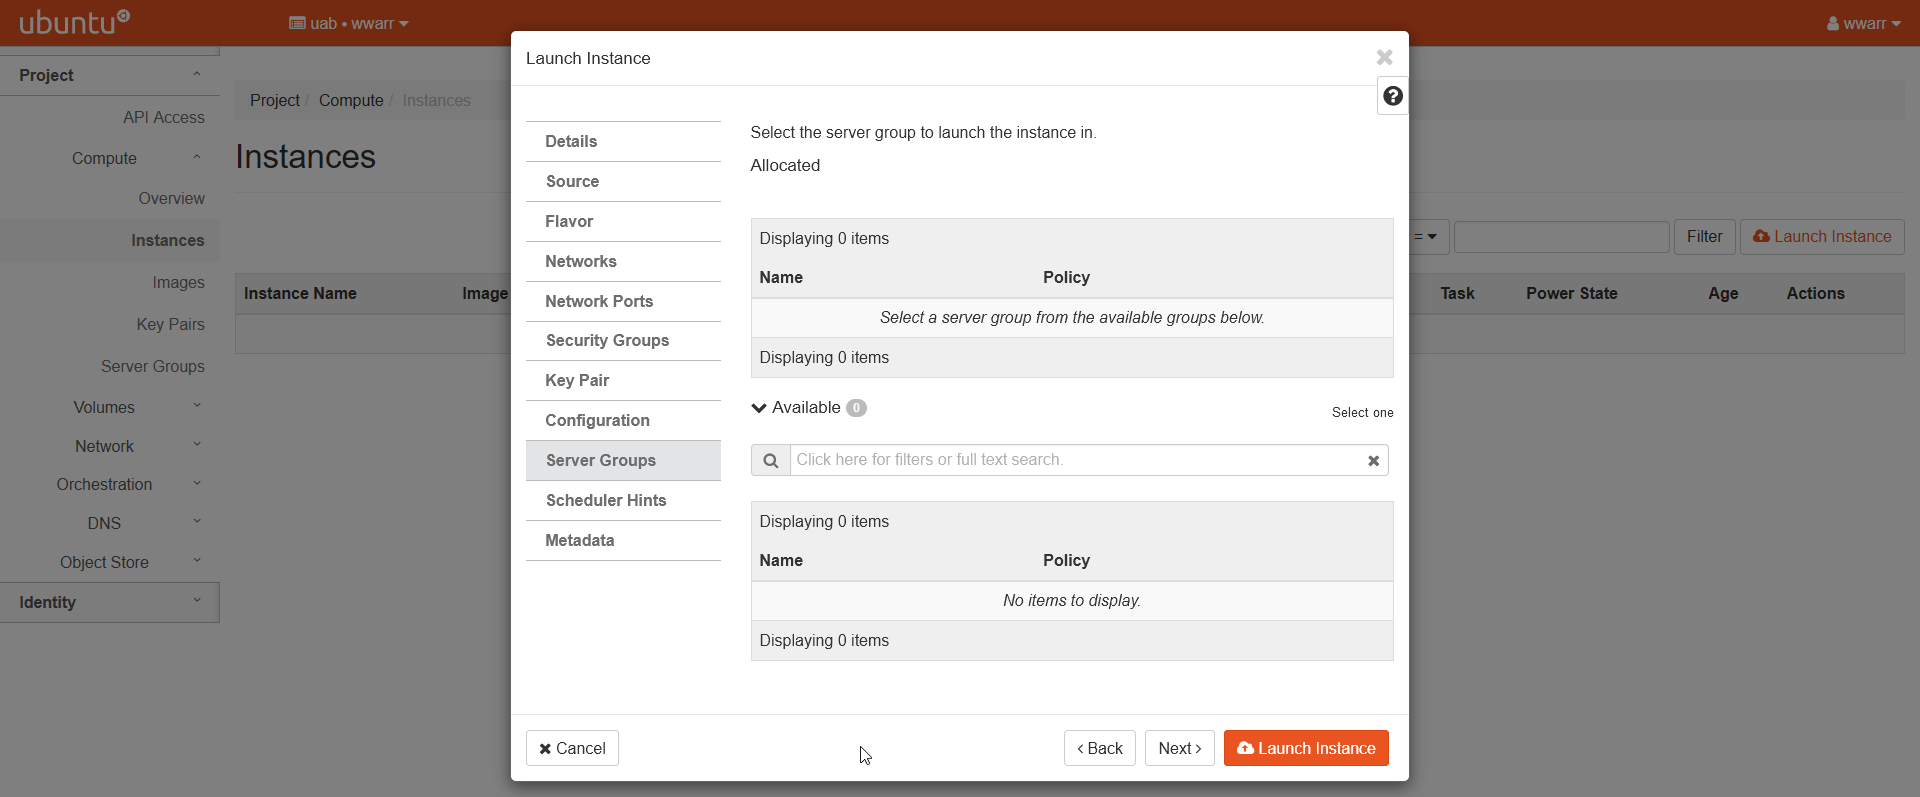 ubuntu
uab • wwarr
wwarr
Project
API Access
Compute
Overview
Instances
Images
Key Pairs
Server Groups
Volumes
Network
Orchestration
DNS
Object Store
Identity
Project / Compute / Instances
Instances
= Filter Launch Instance
Instance Name Image Task Power State Age Actions
Launch Instance
Details
Source
Flavor
Networks
Network Ports
Security Groups
Key Pair
Configuration
Server Groups
Scheduler Hints
Metadata
Select the server group to launch the instance in.
Allocated
Displaying 0 items
Name Policy
Select a server group from the available groups below.
Displaying 0 items
Available 0 Select one
Click here for filters or full text search.
Displaying 0 items
Name Policy
No items to display.
Displaying 0 items
Cancel
‹ Back Next › Launch Instance